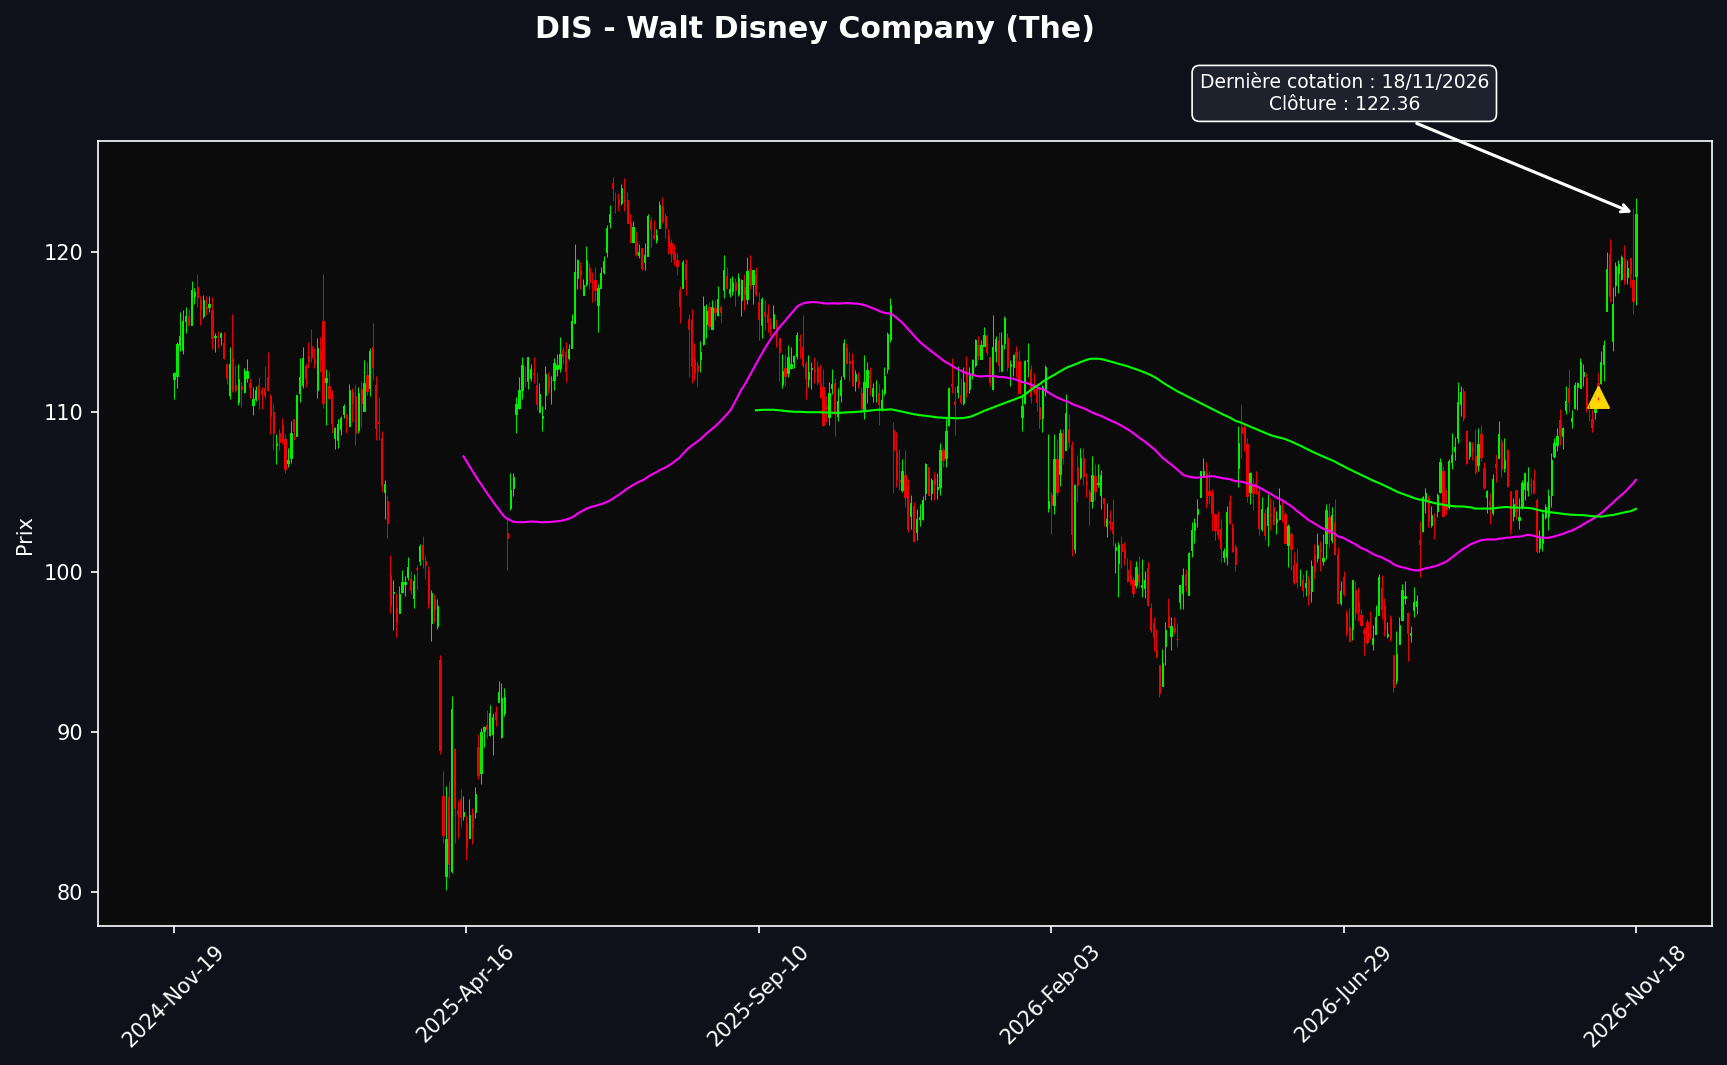 DIS - Walt Disney Company (The)
Dernière cotation : 18/11/2026
Clôture : 122.36
Prix
120
110
100
90
80
2024-Nov-19
2025-Apr-16
2025-Sep-10
2026-Feb-03
2026-Jun-29
2026-Nov-18